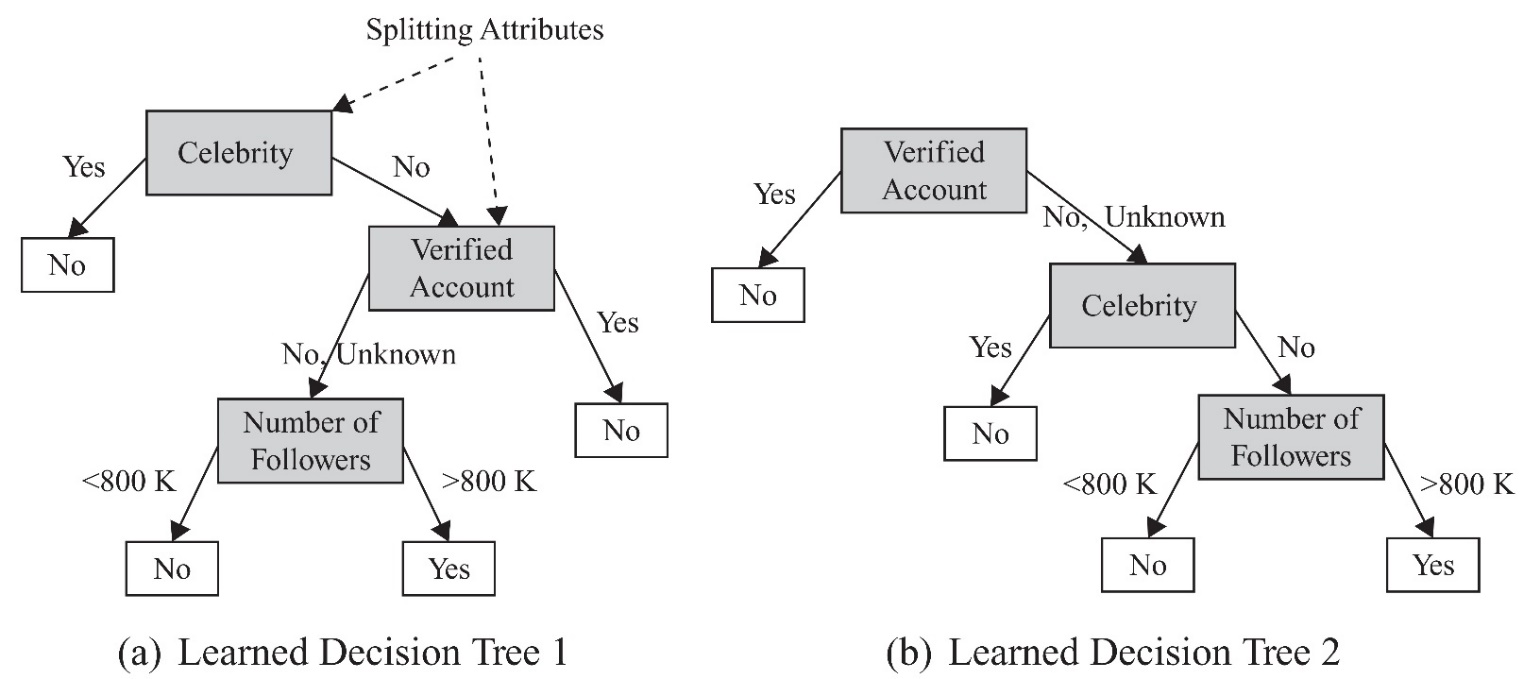 Splitting Attributes
Celebrity
Yes
No
No
Verified
Account
No, Unknown
Yes
Number of
Followers
No
<800 K
>800 K
No
Yes
(a) Learned Decision Tree 1
Verified
Account
Yes
No, Unknown
No
Celebrity
Yes
No
No
Number of
Followers
<800 K
>800 K
No
Yes
(b) Learned Decision Tree 2